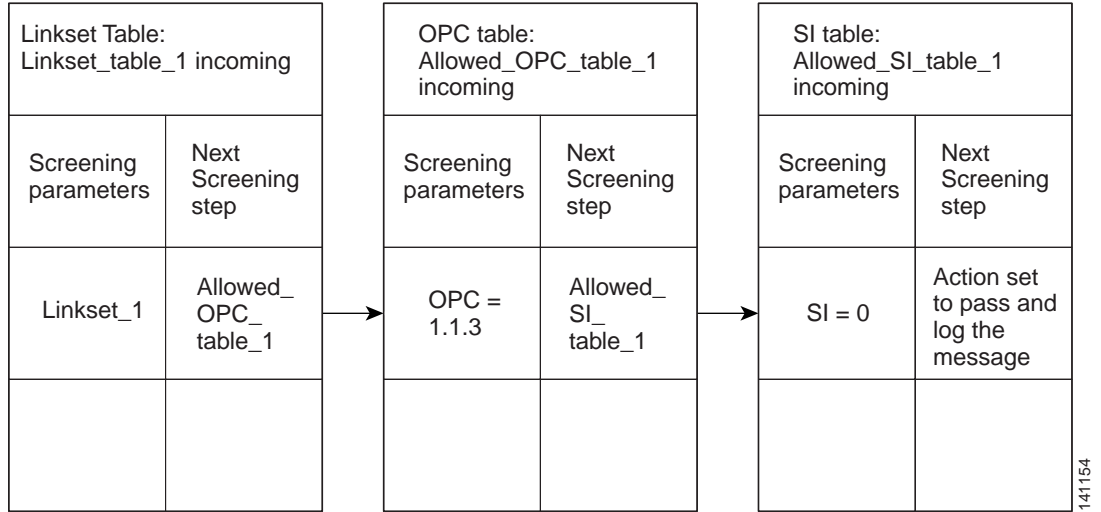 Linkset Table:
Linkset_table_1 incoming
Screening
parameters
Next
Screening
step
Linkset_1
Allowed_
OPC_
table_1
OPC table:
Allowed_OPC_table_1
incoming
Screening
parameters
Next
Screening
step
OPC =
1.1.3
Allowed_
SI_
table_1
SI table:
Allowed_SI_table_1
incoming
Screening
parameters
Next
Screening
step
SI = 0
Action set
to pass and
log the
message
141154